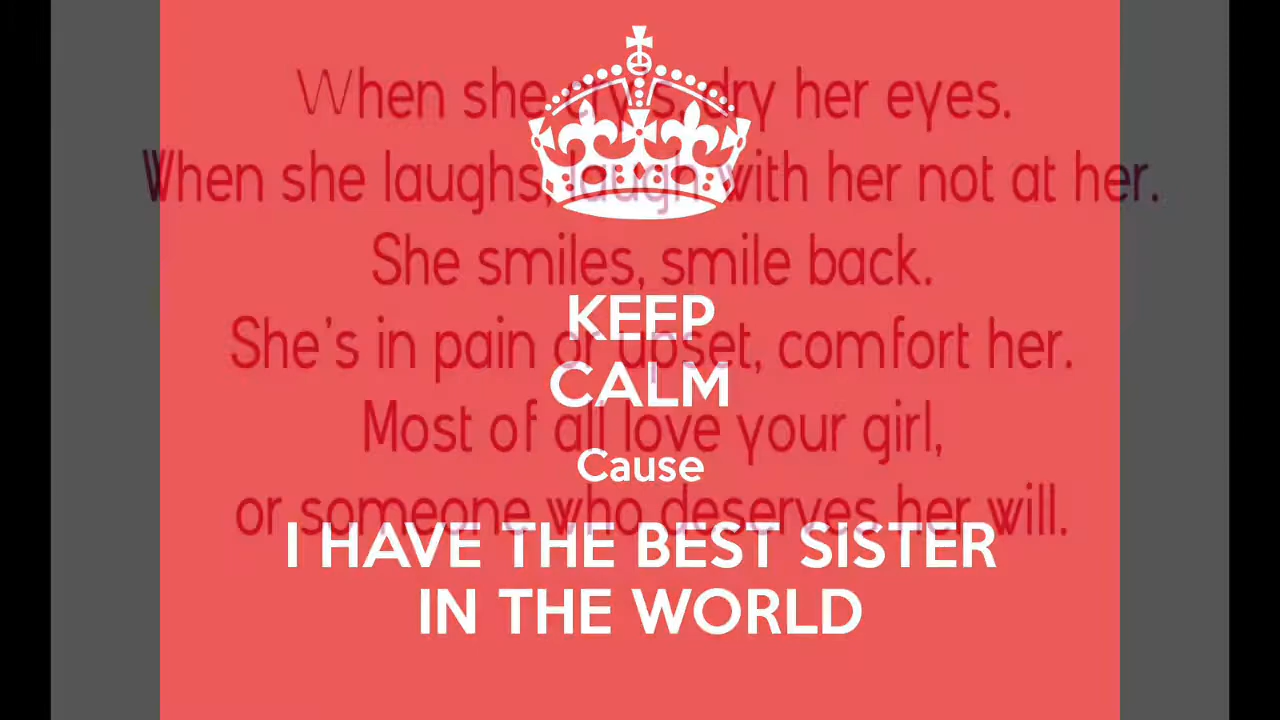 When she cry's, dry her eyes.
When she laughs, laugh with her not at her.
She smiles, smile back.
She's in pain or upset, comfort her.
Most of all love your girl,
or someone who deserves her will.
KEEP
CALM
Cause
I HAVE THE BEST SISTER
IN THE WORLD